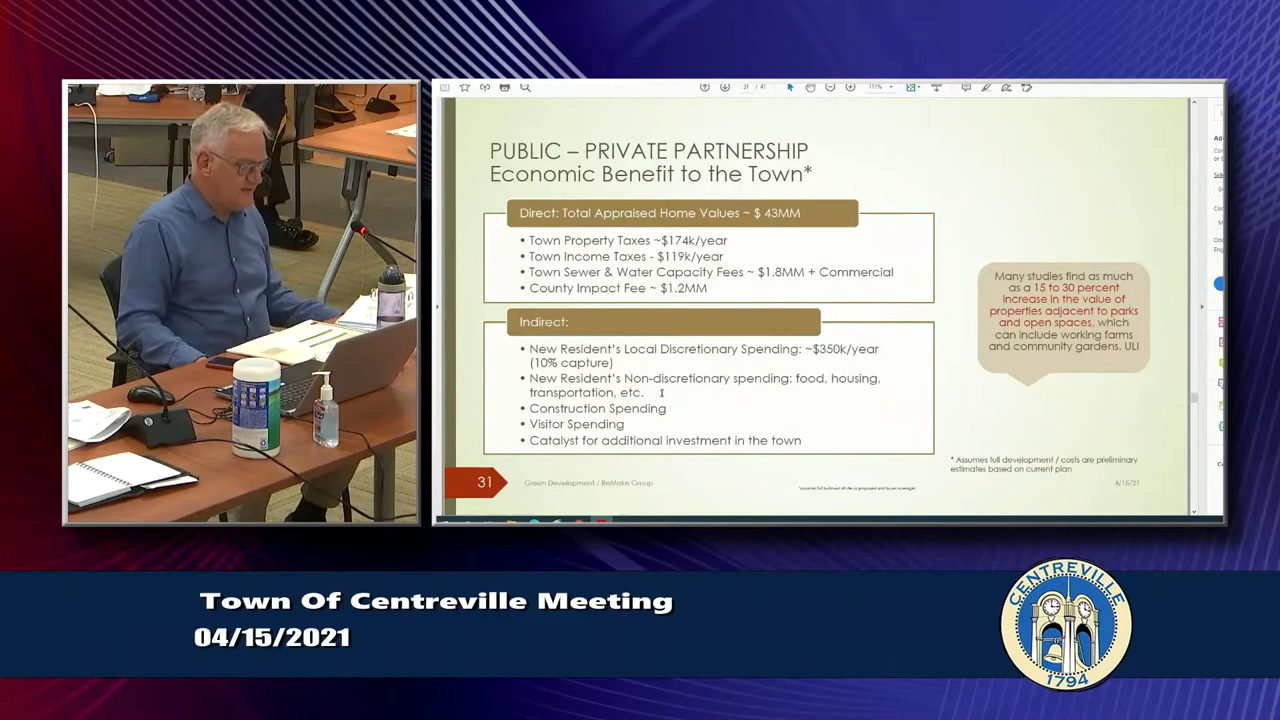 31 / 41
111%
PUBLIC – PRIVATE PARTNERSHIP
Economic Benefit to the Town*
Direct: Total Appraised Home Values ~ $ 43MM
• Town Property Taxes ~$174k/year
• Town Income Taxes - $119k/year
• Town Sewer & Water Capacity Fees ~ $1.8MM + Commercial
• County Impact Fee ~ $1.2MM
Indirect:
• New Resident's Local Discretionary Spending: ~$350k/year
(10% capture)
• New Resident's Non-discretionary spending: food, housing,
transportation, etc.
• Construction Spending
• Visitor Spending
• Catalyst for additional investment in the town
Many studies find as much
as a 15 to 30 percent
increase in the value of
properties adjacent to parks
and open spaces, which
can include working farms
and community gardens. ULI
* Assumes full development / costs are preliminary
estimates based on current plan
31
Green Development / ReMake Group
4/15/21
Town Of Centreville Meeting
04/15/2021
CENTREVILLE
1794